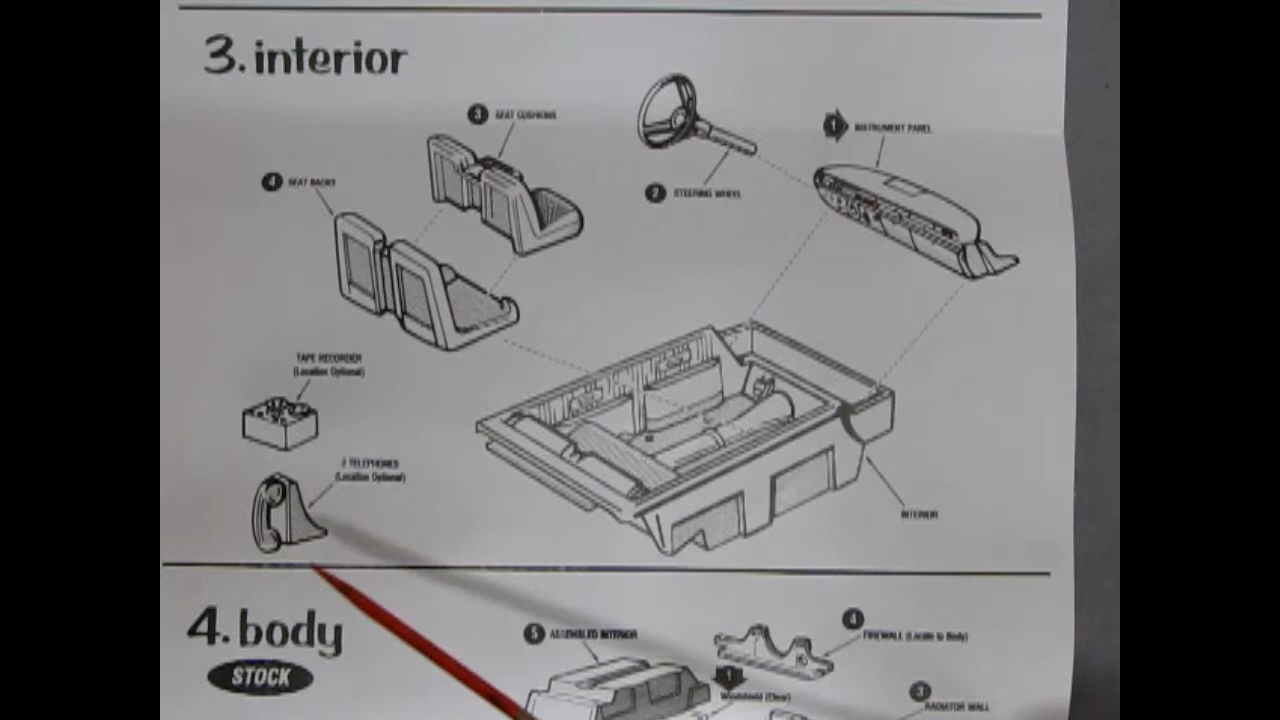 3. interior
3 SEAT CUSHIONS
1 INSTRUMENT PANEL
4 SEAT BACKS
2 STEERING WHEEL
TAPE RECORDER
(Location Optional)
2 TELEPHONES
(Location Optional)
INTERIOR
4. body
STOCK
5 ASSEMBLED INTERIOR
4 FIREWALL (Locate to Body)
1
Windshield (Clear)
3 RADIATOR WALL